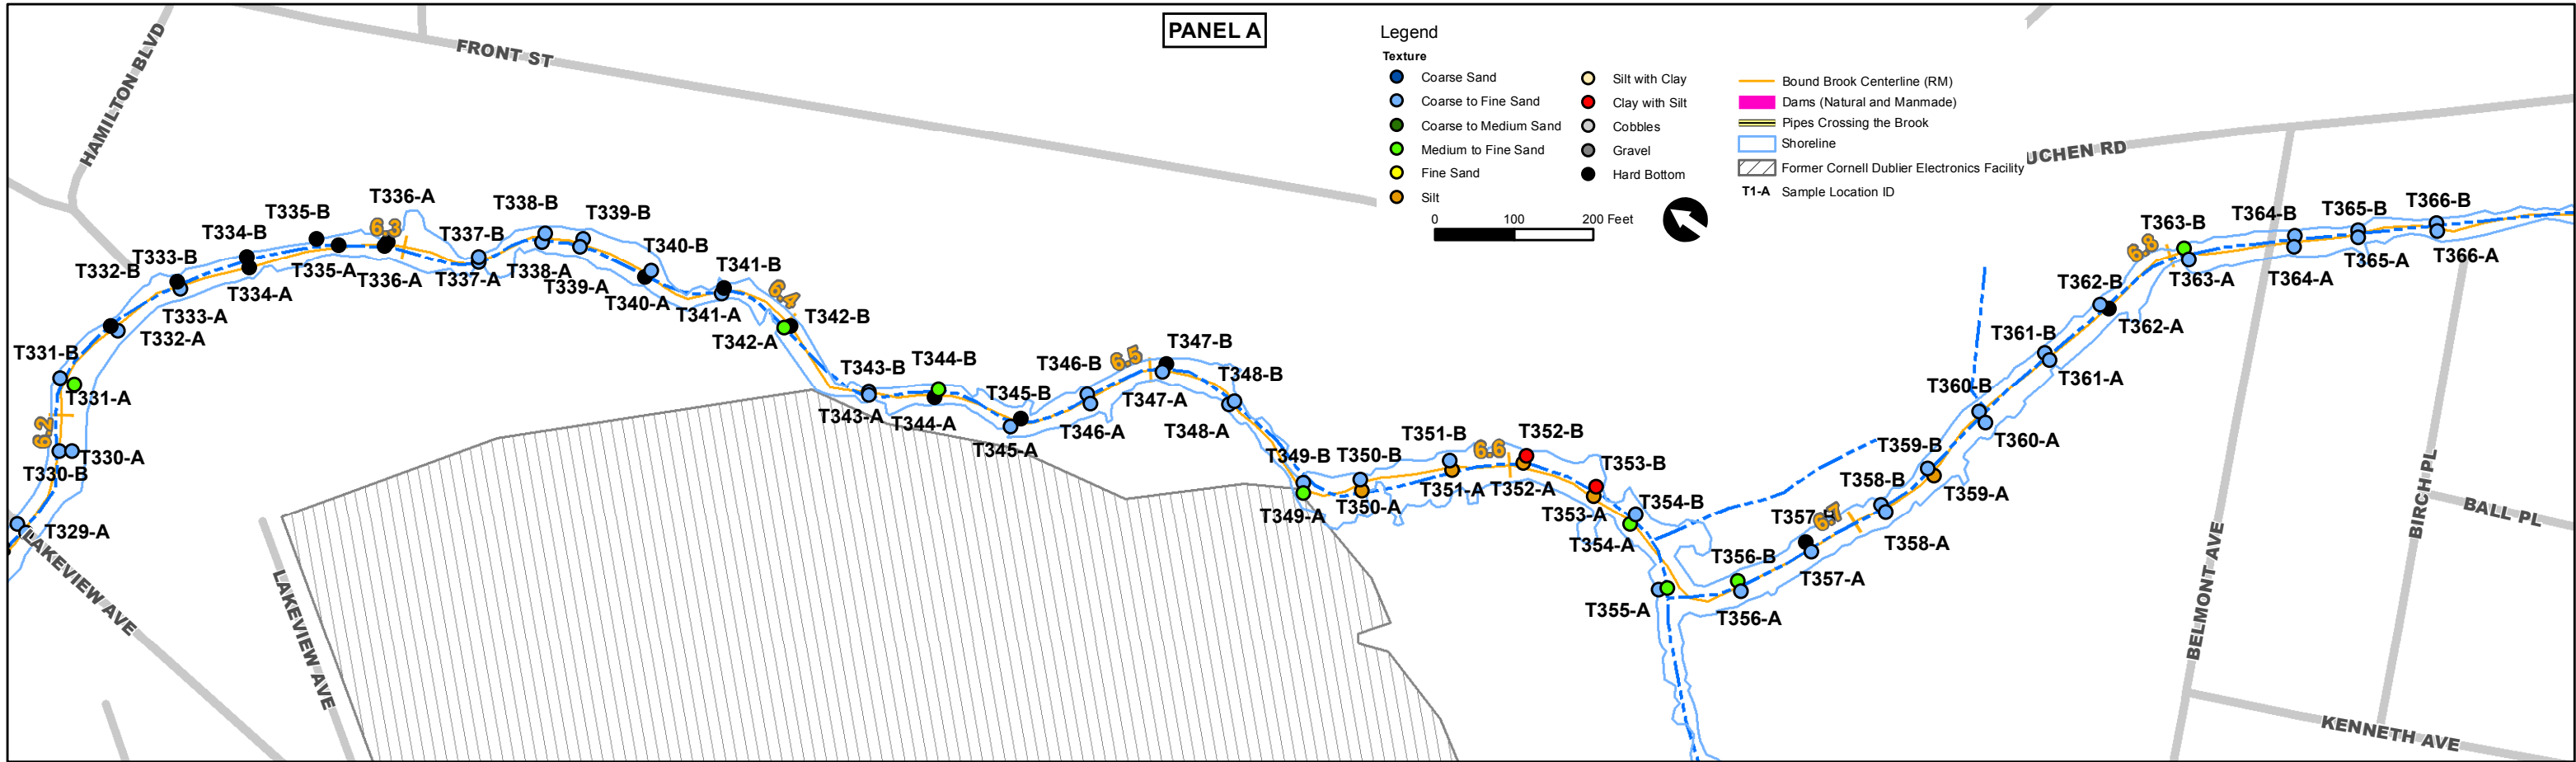 PANEL A
Legend
Texture
Coarse Sand
Coarse to Fine Sand
Coarse to Medium Sand
Medium to Fine Sand
Fine Sand
Silt
Silt with Clay
Clay with Silt
Cobbles
Gravel
Hard Bottom
Bound Brook Centerline (RM)
Dams (Natural and Manmade)
Pipes Crossing the Brook
Shoreline
Former Cornell Dublier Electronics Facility
T1-A Sample Location ID
0 100 200 Feet
HAMILTON BLVD
FRONT ST
UCHEN RD
LAKEVIEW AVE
LAKEVIEW AVE
BELMONT AVE
BIRCH PL
BALL PL
KENNETH AVE
6.2
6.3
6.4
6.5
6.6
6.7
6.8
T329-A
T330-B
T330-A
T331-B
T331-A
T332-B
T332-A
T333-B
T333-A
T334-B
T334-A
T335-B
T335-A
T336-A
T336-A
T337-B
T337-A
T338-B
T338-A
T339-B
T339-A
T340-B
T340-A
T341-B
T341-A
T342-B
T342-A
T343-B
T343-A
T344-B
T344-A
T345-B
T345-A
T346-B
T346-A
T347-B
T347-A
T348-B
T348-A
T349-B
T349-A
T350-B
T350-A
T351-B
T351-A
T352-B
T352-A
T353-B
T353-A
T354-B
T354-A
T355-A
T356-B
T356-A
T357-B
T357-A
T358-B
T358-A
T359-B
T359-A
T360-B
T360-A
T361-B
T361-A
T362-B
T362-A
T363-B
T363-A
T364-B
T364-A
T365-B
T365-A
T366-B
T366-A